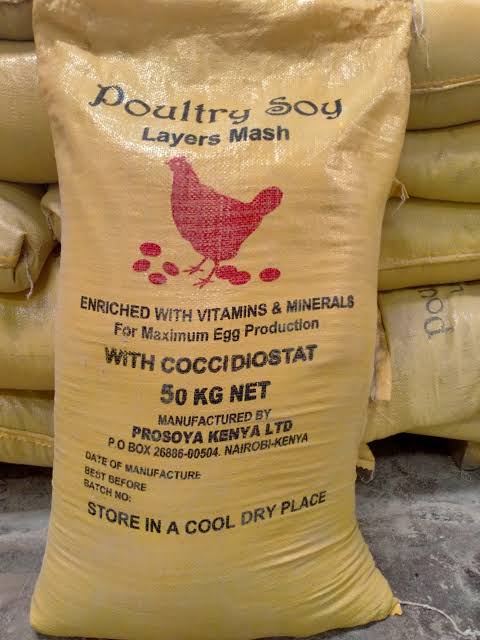 Poultry Soy
Layers Mash
ENRICHED WITH VITAMINS & MINERALS
For Maximum Egg Production
WITH COCCIDIOSTAT
50 KG NET
MANUFACTURED BY
PROSOYA KENYA LTD
P.O BOX 26886-00504. NAIROBI-KENYA
DATE OF MANUFACTURE
BEST BEFORE
BATCH NO:
STORE IN A COOL DRY PLACE